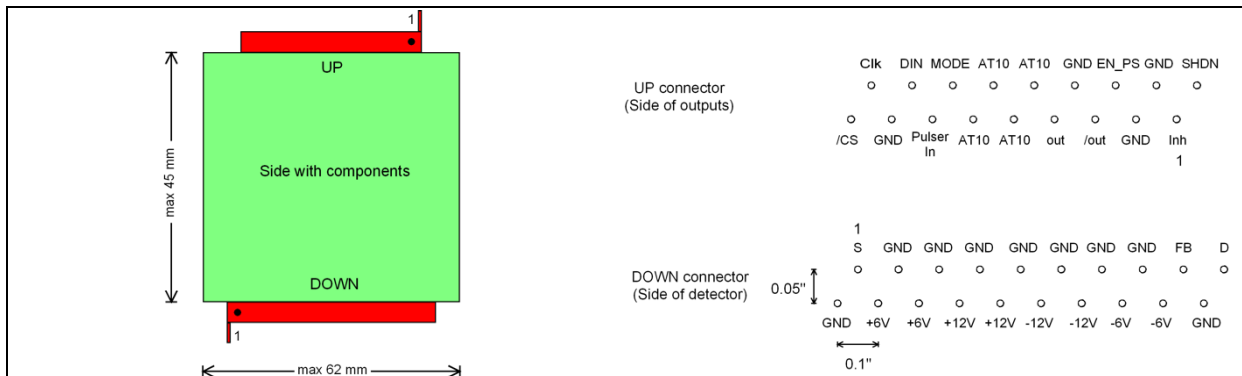 1
UP
Side with components
DOWN
1
max 45 mm
max 62 mm
UP connector
(Side of outputs)
Clk DIN MODE AT10 AT10 GND EN_PS GND SHDN
/CS GND Pulser In AT10 AT10 out /out GND Inh
1
DOWN connector
(Side of detector)
0.05"
1
S GND GND GND GND GND GND GND FB D
GND +6V +6V +12V +12V -12V -12V -6V -6V GND
0.1"